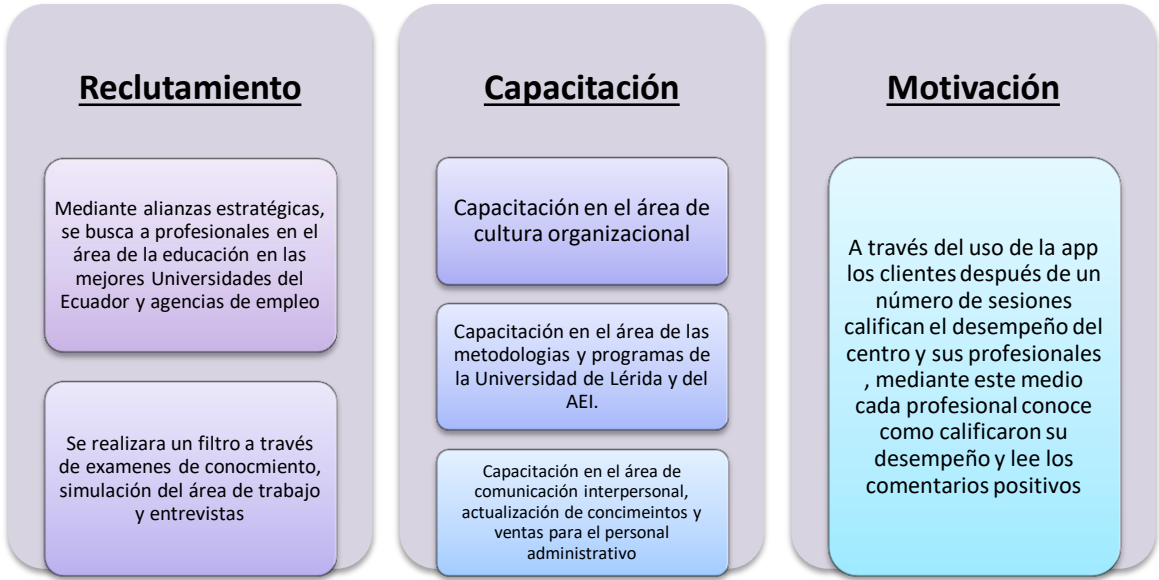 Reclutamiento
Mediante alianzas estratégicas,
se busca a profesionales en el
área de la educación en las
mejores Universidades del
Ecuador y agencias de empleo
Se realizara un filtro a través
de examenes de conocmiento,
simulación del área de trabajo
y entrevistas
Capacitación
Capacitación en el área de
cultura organizacional
Capacitación en el área de las
metodologias y programas de
la Universidad de Lérida y del
AEI.
Capacitación en el área de
comunicación interpersonal,
actualización de concimeintos y
ventas para el personal
administrativo
Motivación
A través del uso de la app
los clientes después de un
número de sesiones
califican el desempeño del
centro y sus profesionales
, mediante este medio
cada profesional conoce
como calificaron su
desempeño y lee los
comentarios positivos